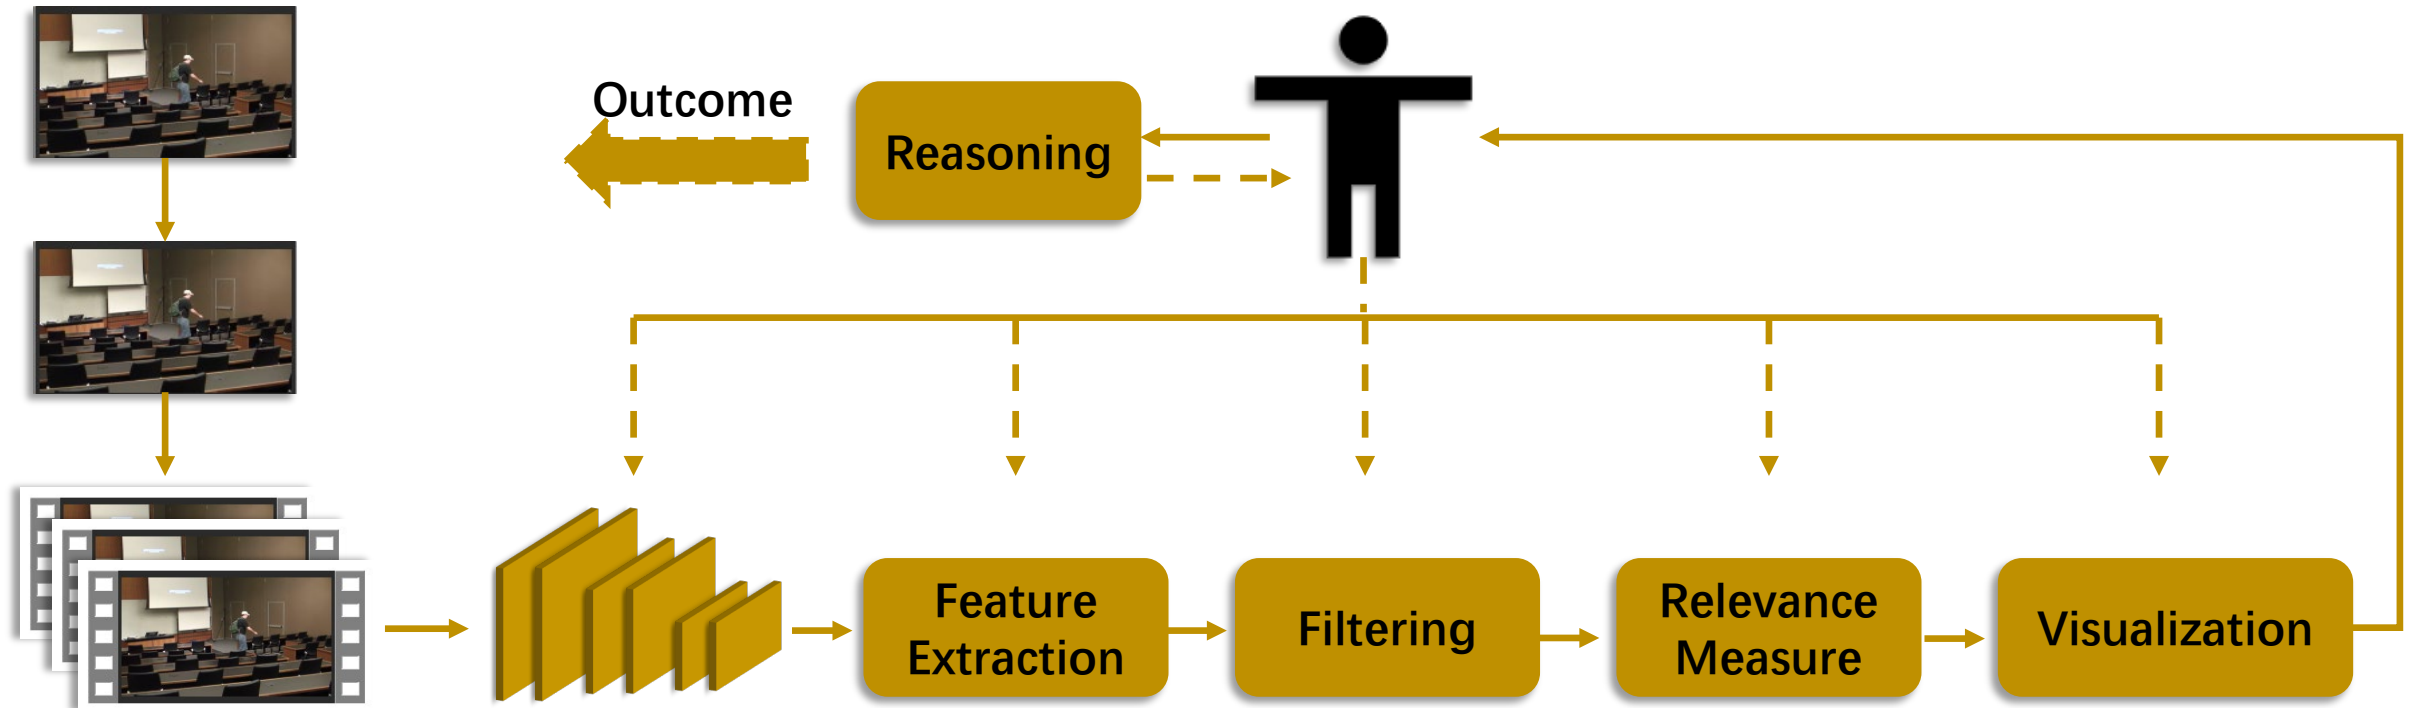 Outcome
Reasoning
Feature
Extraction
Filtering
Relevance
Measure
Visualization